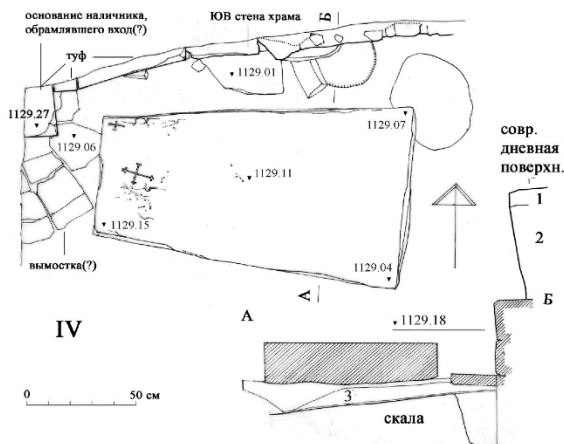 основание наличника,
обрамлявшего вход(?)
ЮВ стена храма
Б
туф
1129.01
1129.27
1129.07
1129.06
совр.
дневная
поверхн.
1129.11
1
2
1129.15
1129.04
вымостка(?)
А
Б
IV
А
1129.18
0
50 см
3
скала